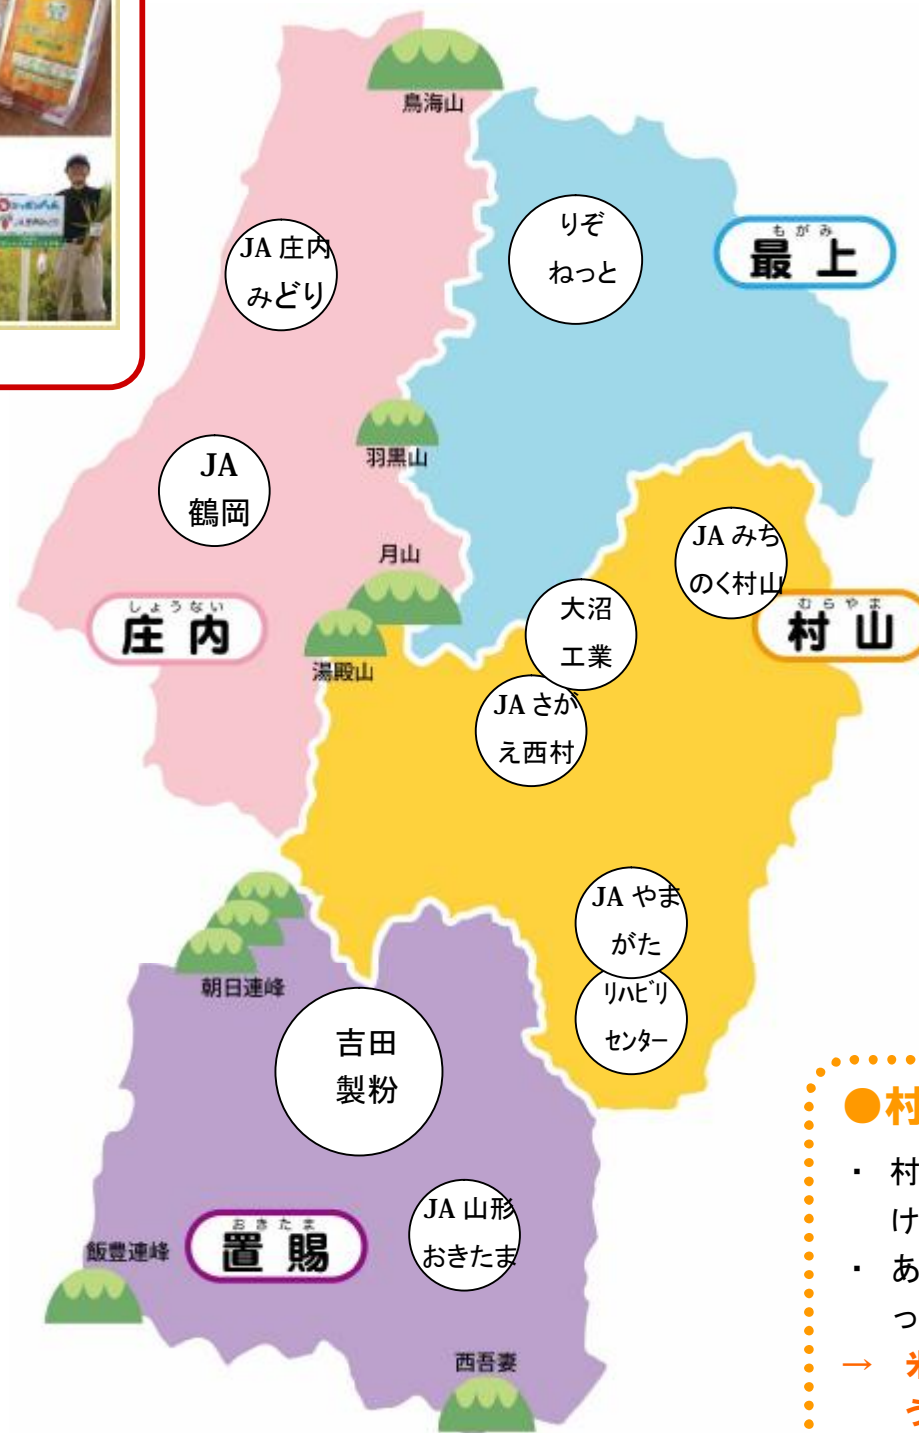 鳥海山
JA 庄内
みどり
りぞ
ねっと
もがみ
最上
羽黒山
JA
鶴岡
月山
JA みち
のく村山
しょうない
庄内
大沼
工業
むらやま
村山
湯殿山
JA さが
え西村
JA やま
がた
朝日連峰
リハビリ
センター
吉田
製粉
JA 山形
おきたま
おきたま
置賜
飯豊連峰
西吾妻
●村
・ 村
け
・ あ
っ
→ 米
う